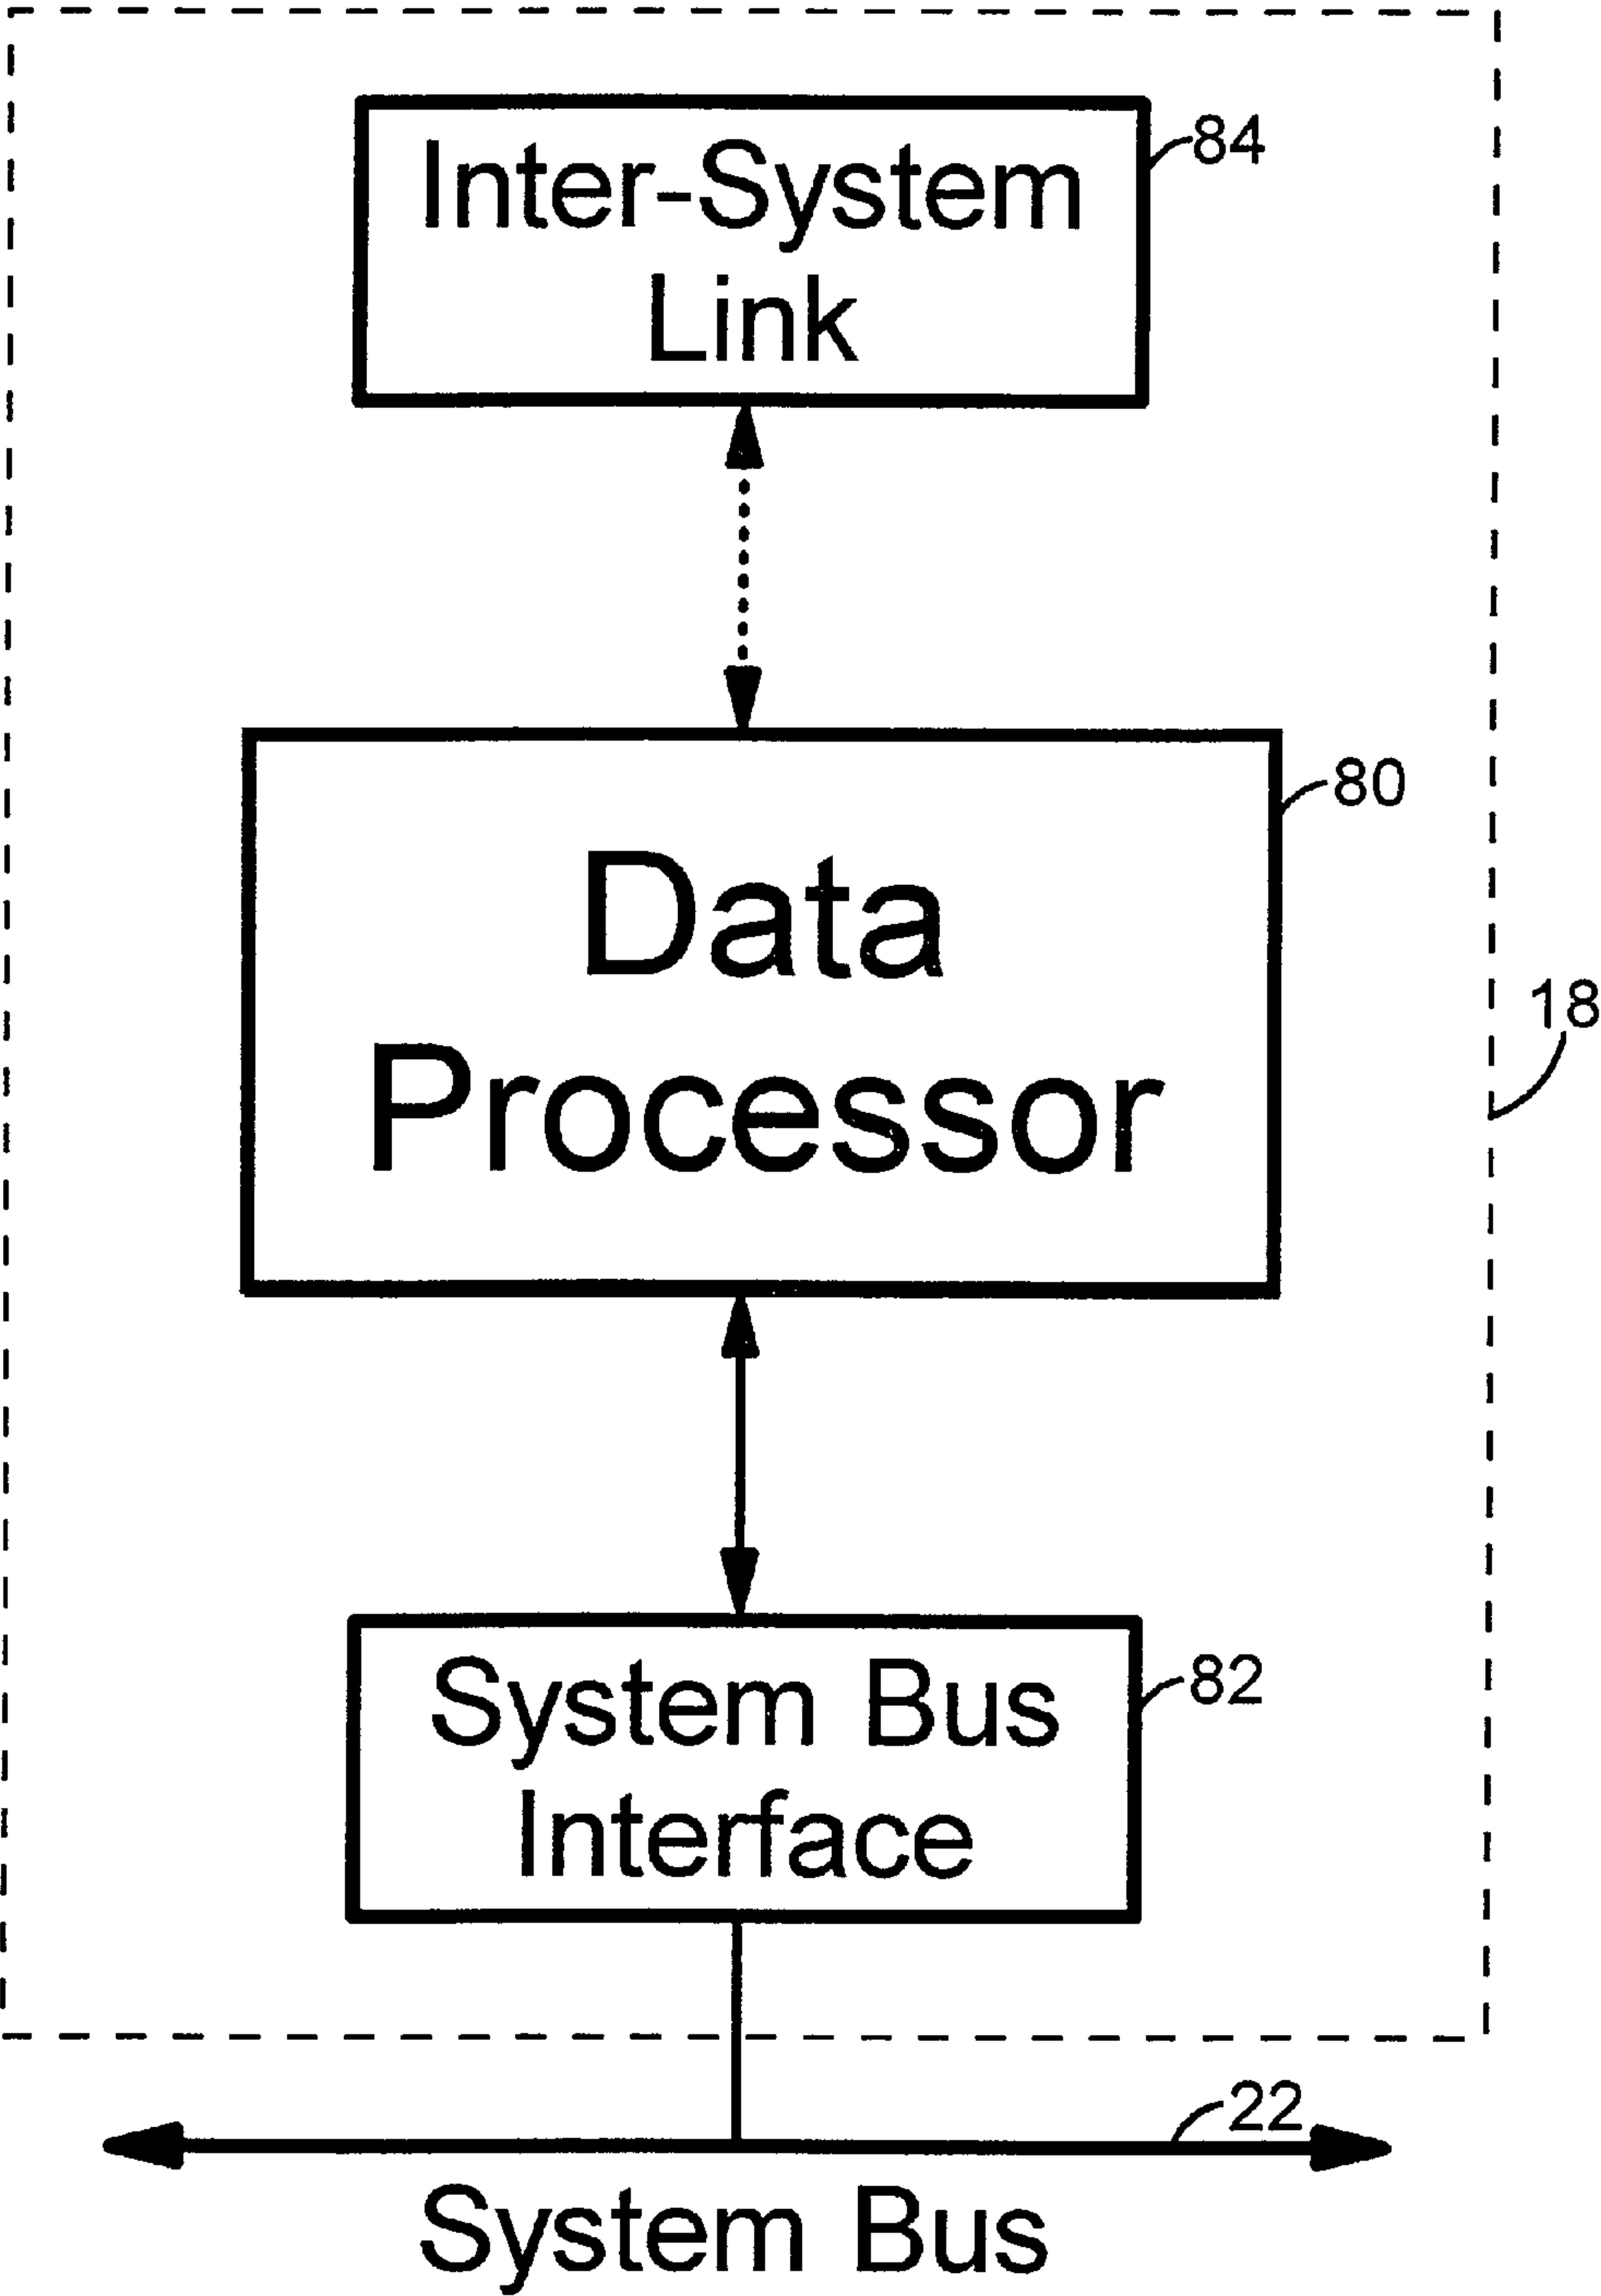 Inter-System
Link
84
80
Data
Processor
18
System Bus
Interface
82
22
System Bus